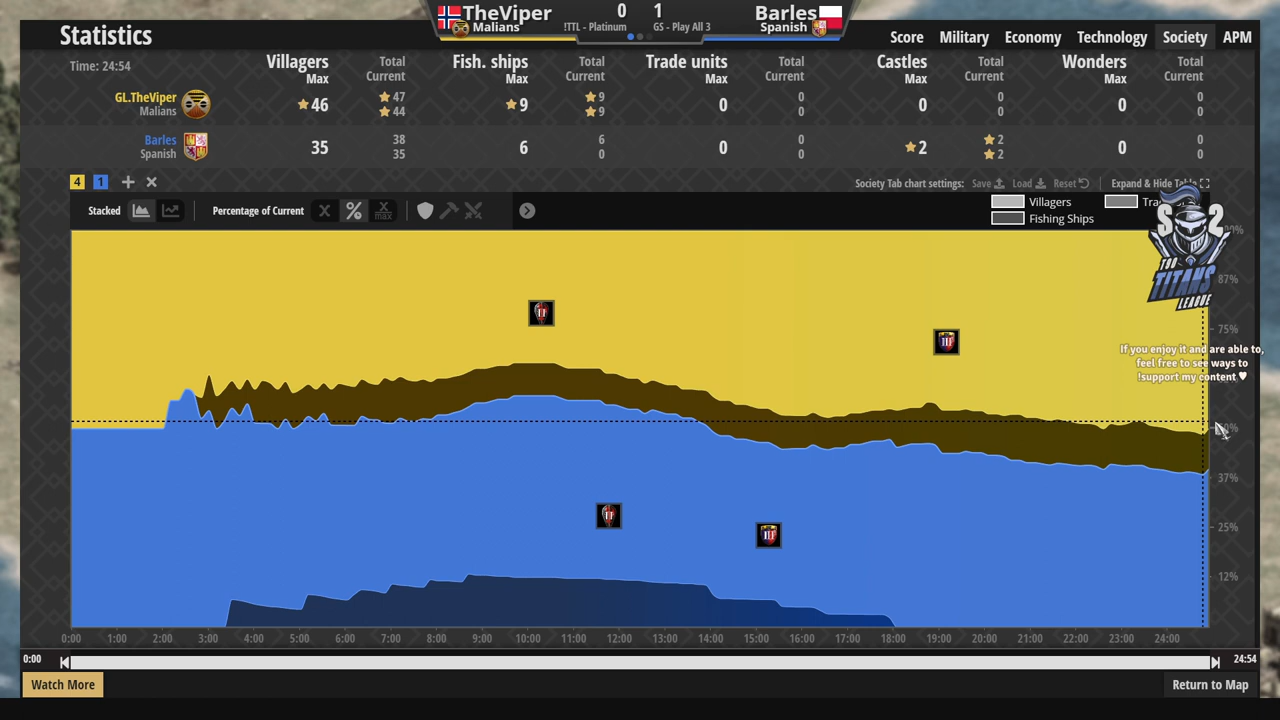 TheViper 0 1 Barles
Malians !TTL - Platinum GS - Play All 3 Spanish
Statistics
Score Military Economy Technology Society APM
Time: 24:54
Villagers Total Fish. ships Total Trade units Total Castles Total Wonders Total
Max Current Max Current Max Current Max Current Max Current
GL.TheViper 46 47 9 9 0 0 0 0 0 0
Malians 44 9 0 0 0
Barles 35 38 6 6 0 0 2 2 0 0
Spanish 35 0 0 2 0
4 1 + ×
Society Tab chart settings: Save Load Reset Expand & Hide
Stacked Percentage of Current X % X max
Villagers
Fishing Ships
S 2
T90
TITANS
LEAGUE
87%
75%
If you enjoy it and are able to,
feel free to see ways to
!support my content ♥
37%
25%
12%
II
III
II
III
0:00 1:00 2:00 3:00 4:00 5:00 6:00 7:00 8:00 9:00 10:00 11:00 12:00 13:00 14:00 15:00 16:00 17:00 18:00 19:00 20:00 21:00 22:00 23:00 24:00
0:00 24:54
Watch More Return to Map